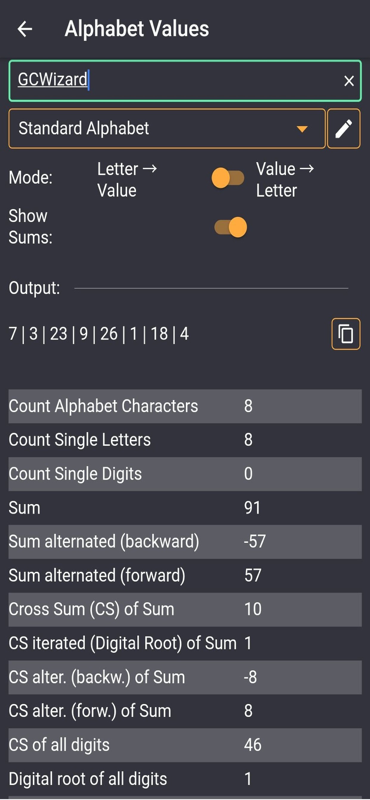 Alphabet Values
GCWizard
Standard Alphabet
Mode:
Letter →
Value
Value →
Letter
Show
Sums:
Output:
7 | 3 | 23 | 9 | 26 | 1 | 18 | 4
Count Alphabet Characters 8
Count Single Letters 8
Count Single Digits 0
Sum 91
Sum alternated (backward) -57
Sum alternated (forward) 57
Cross Sum (CS) of Sum 10
CS iterated (Digital Root) of Sum 1
CS alter. (backw.) of Sum -8
CS alter. (forw.) of Sum 8
CS of all digits 46
Digital root of all digits 1